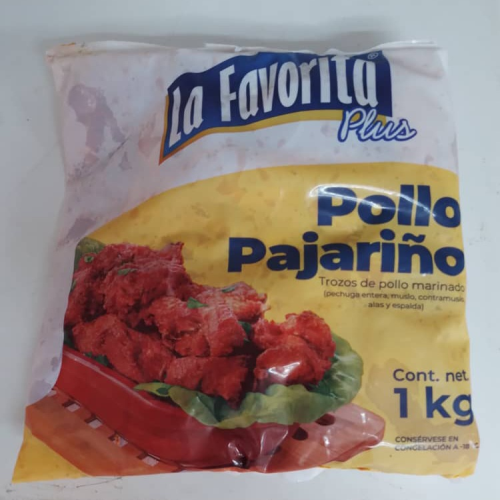 La Favorita®
Plus
Pollo
Pajariño
Trozos de pollo marinado
(pechuga entera, muslo, contramuslo,
alas y espalda)
Cont. net.
1 kg
CONSÉRVESE EN
CONGELACIÓN A -18°C